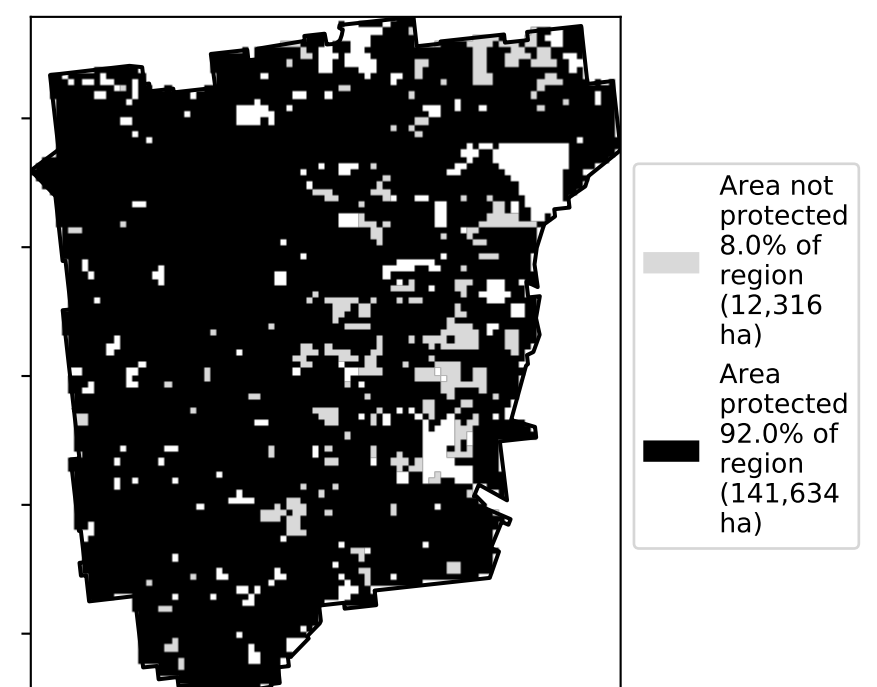 Area not
protected
8.0% of
region
(12,316
ha)
Area
protected
92.0% of
region
(141,634
ha)